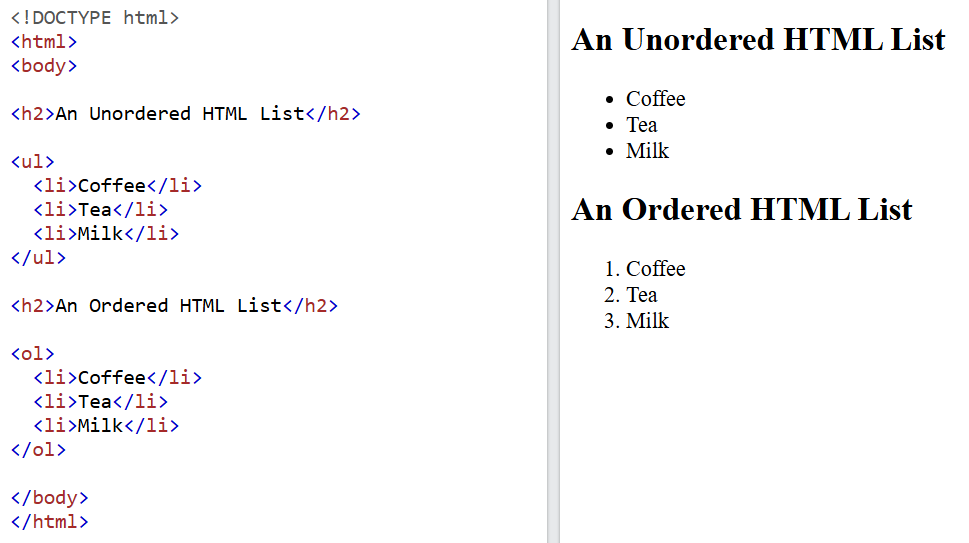 <!DOCTYPE html>
<html>
<body>
<h2>An Unordered HTML List</h2>
<ul>
  <li>Coffee</li>
  <li>Tea</li>
  <li>Milk</li>
</ul>
<h2>An Ordered HTML List</h2>
<ol>
  <li>Coffee</li>
  <li>Tea</li>
  <li>Milk</li>
</ol>
</body>
</html>
An Unordered HTML List
• Coffee
• Tea
• Milk
An Ordered HTML List
1. Coffee
2. Tea
3. Milk